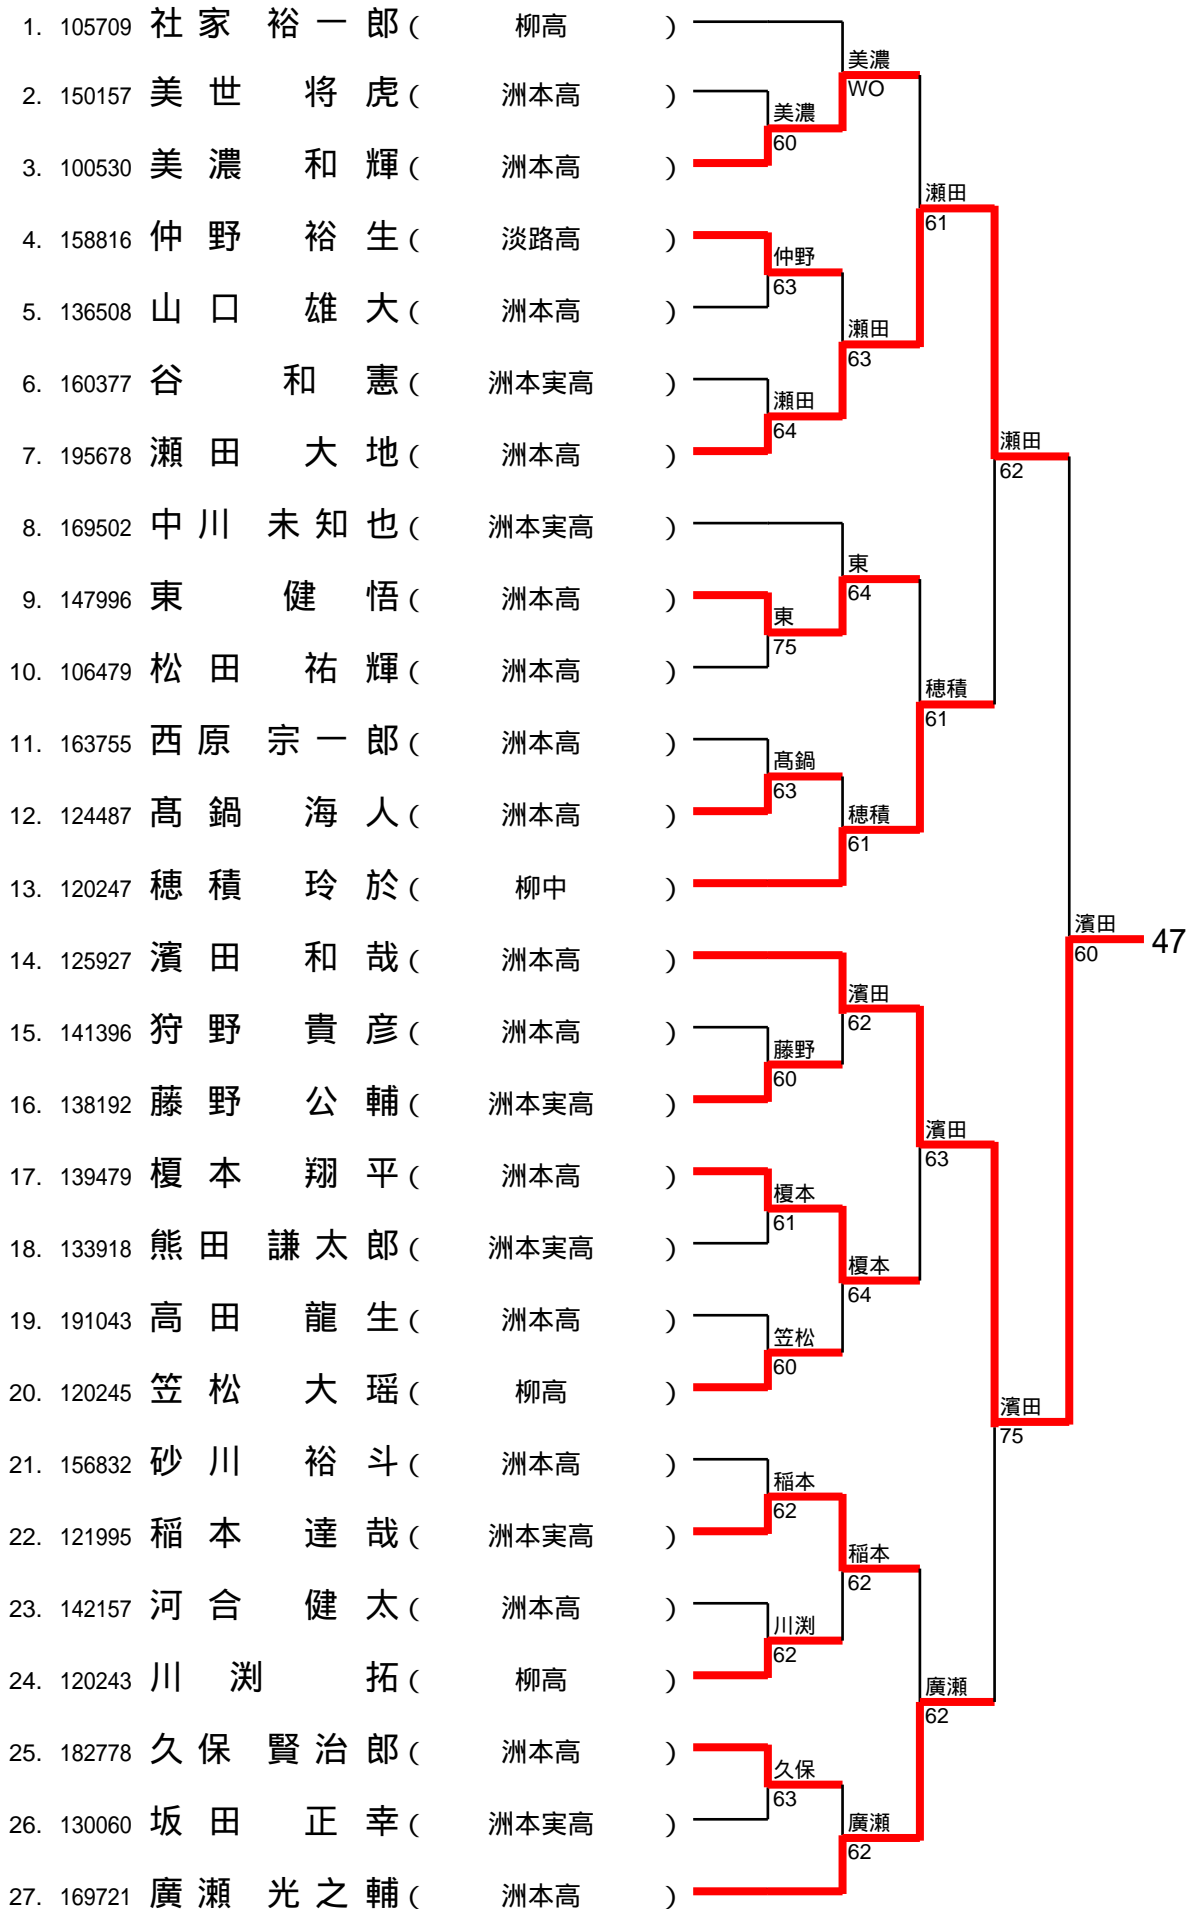 1. 105709 社家 裕一郎 ( 柳高 )
美濃
WO
2. 150157 美世 将虎 ( 洲本高 )
美濃
60
3. 100530 美濃 和輝 ( 洲本高 )
瀬田
61
4. 158816 仲野 裕生 ( 淡路高 )
仲野
63
5. 136508 山口 雄大 ( 洲本高 )
瀬田
63
6. 160377 谷 和憲 ( 洲本実高 )
瀬田
64
7. 195678 瀬田 大地 ( 洲本高 )
瀬田
62
8. 169502 中川 未知也 ( 洲本実高 )
東
64
9. 147996 東 健悟 ( 洲本高 )
東
75
10. 106479 松田 祐輝 ( 洲本高 )
穂積
61
11. 163755 西原 宗一郎 ( 洲本高 )
髙鍋
63
12. 124487 髙鍋 海人 ( 洲本高 )
穂積
61
13. 120247 穂積 玲於 ( 柳中 )
濱田
60
47
14. 125927 濱田 和哉 ( 洲本高 )
濱田
62
15. 141396 狩野 貴彦 ( 洲本高 )
藤野
60
16. 138192 藤野 公輔 ( 洲本実高 )
濱田
63
17. 139479 榎本 翔平 ( 洲本高 )
榎本
61
18. 133918 熊田 謙太郎 ( 洲本実高 )
榎本
64
19. 191043 高田 龍生 ( 洲本高 )
笠松
60
20. 120245 笠松 大瑶 ( 柳高 )
濱田
75
21. 156832 砂川 裕斗 ( 洲本高 )
稲本
62
22. 121995 稲本 達哉 ( 洲本実高 )
稲本
62
23. 142157 河合 健太 ( 洲本高 )
川渕
62
24. 120243 川渕 拓 ( 柳高 )
廣瀬
62
25. 182778 久保 賢治郎 ( 洲本高 )
久保
63
26. 130060 坂田 正幸 ( 洲本実高 )
廣瀬
62
27. 169721 廣瀬 光之輔 ( 洲本高 )